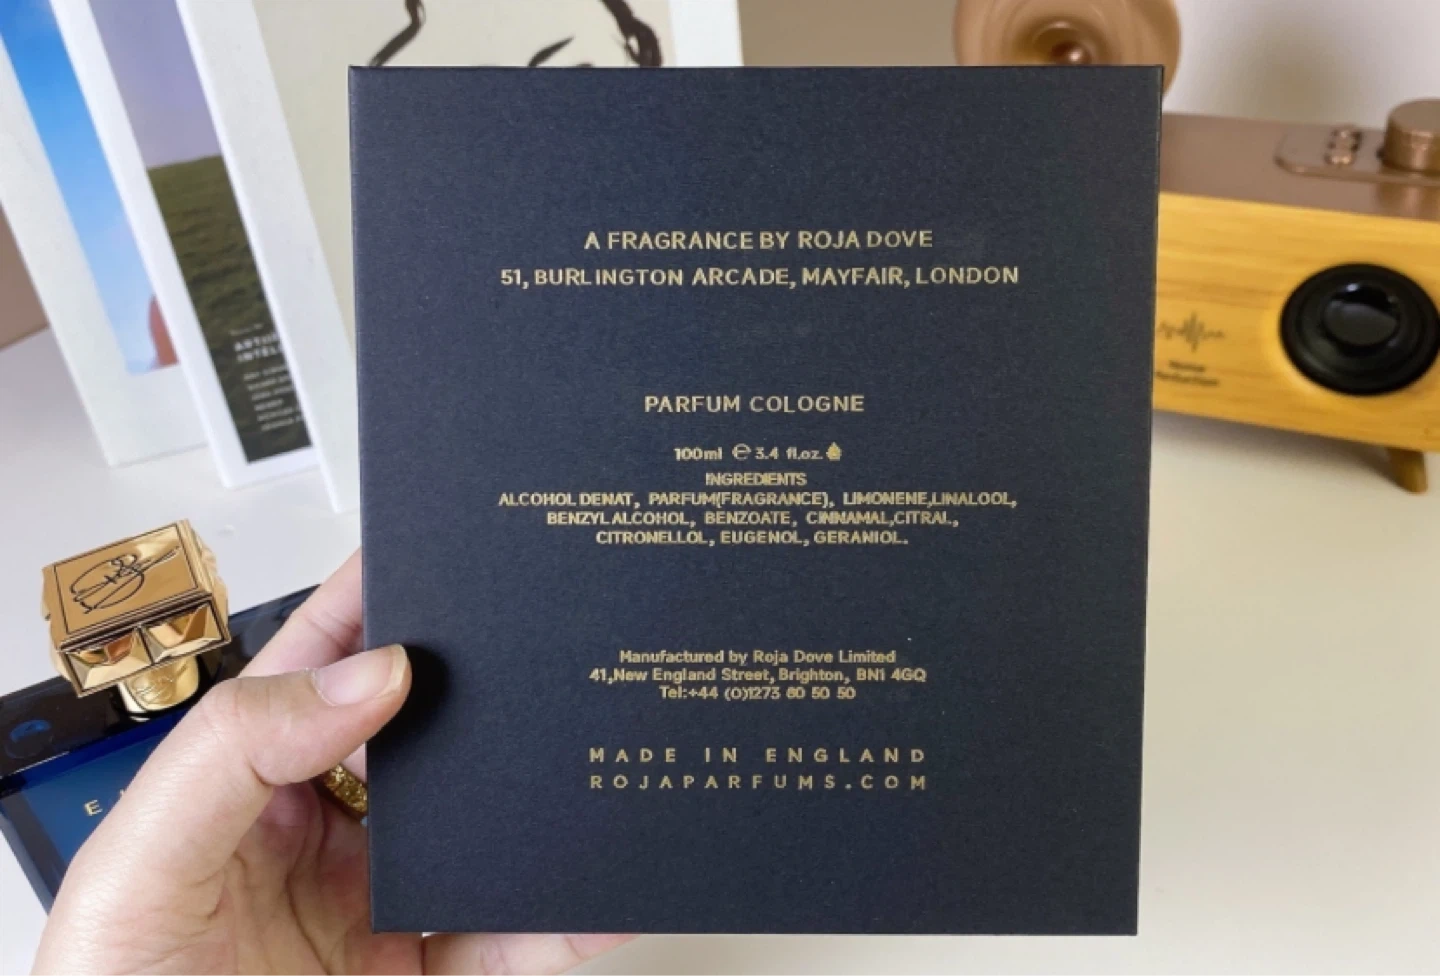 A FRAGRANCE BY ROJA DOVE
51, BURLINGTON ARCADE, MAYFAIR, LONDON
PARFUM COLOGNE
100ml ℮ 3.4 fl.oz.
INGREDIENTS
ALCOHOL DENAT, PARFUM(FRAGRANCE), LIMONENE,LINALOOL,
BENZYL ALCOHOL, BENZOATE, CINNAMAL,CITRAL,
CITRONELLOL, EUGENOL, GERANIOL.
Manufactured by Roja Dove Limited
41,New England Street, Brighton, BN1 4GQ
Tel:+44 (0)1273 80 50 50
MADE IN ENGLAND
ROJAPARFUMS.COM